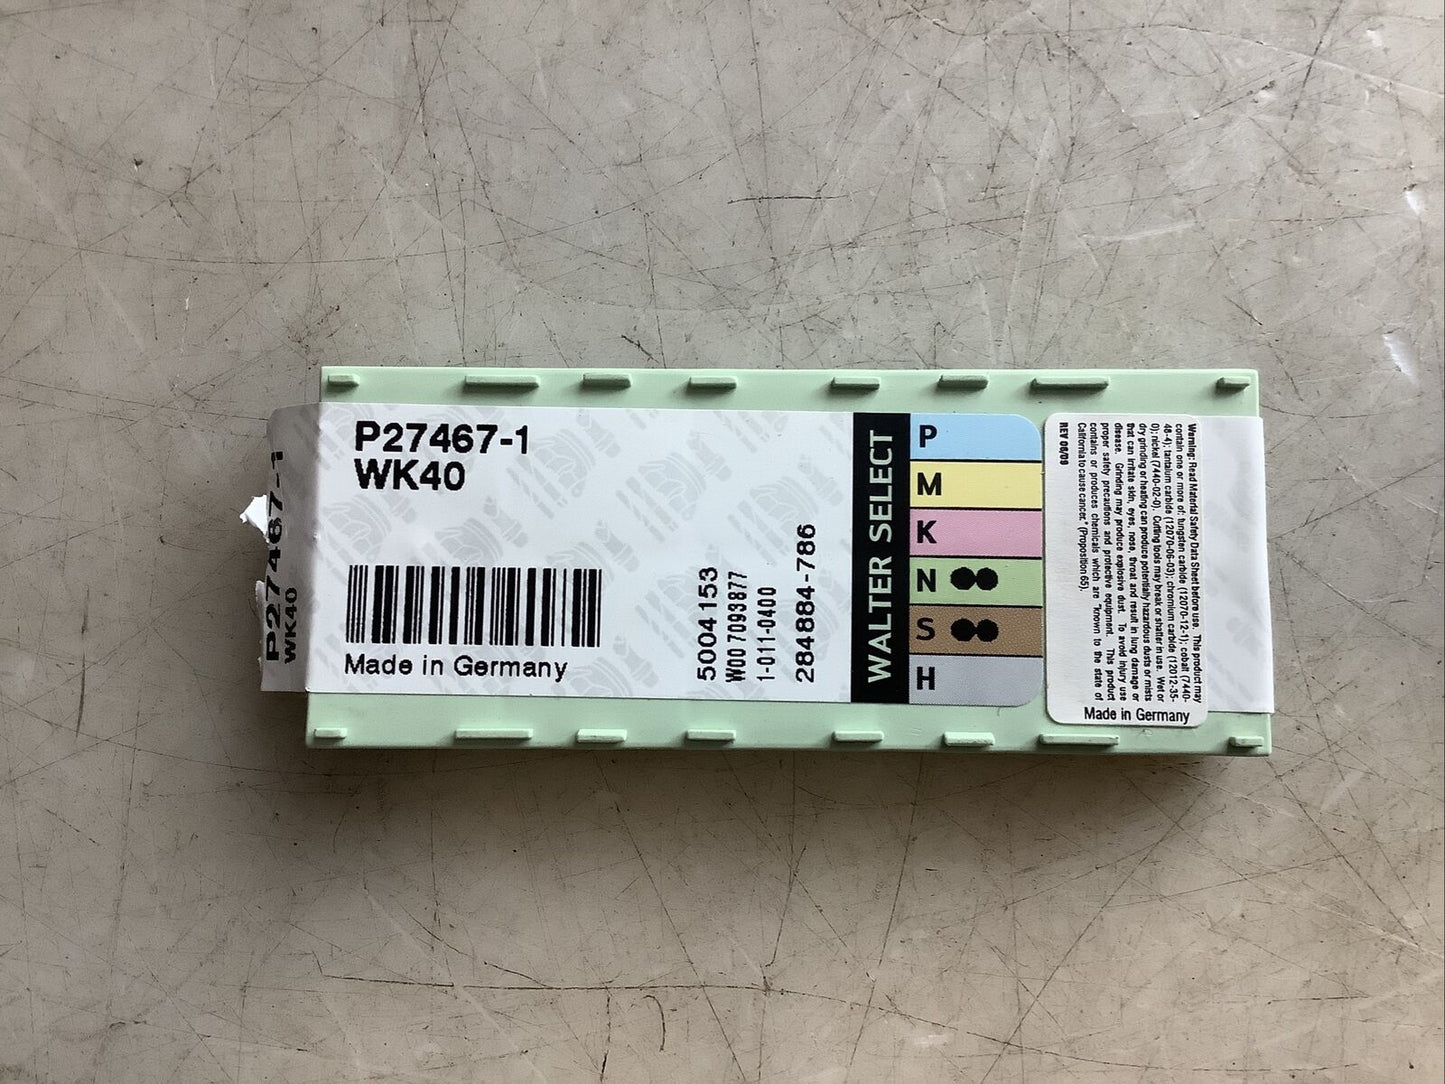 P27467-1
WK40
Made in Germany
5004153
W00 7093877
1-011-0400
284884-786
WALTER SELECT
P
M
K
N
S
H
Warning: Read Material Safety Data Sheet before use. This product may
contain one or more of: tungsten carbide (12070-12-1); cobalt (7440-
48-4); tantalum carbide (12070-06-03); chromium carbide (12012-35-
0); nickel (7440-02-0). Cutting tools may break or shatter in use. Wet or
dry grinding or heating can produce potentially hazardous dusts or mists
that can irritate skin, eyes, nose, throat and result in lung damage or
disease. Grinding may produce explosive dust. To avoid injury use
proper safety precautions and protective equipment. This product
contains or produces chemicals which are "known to the state of
California to cause cancer." (Proposition 65).
REV 08/09
Made in Germany
P27467-1
WK40